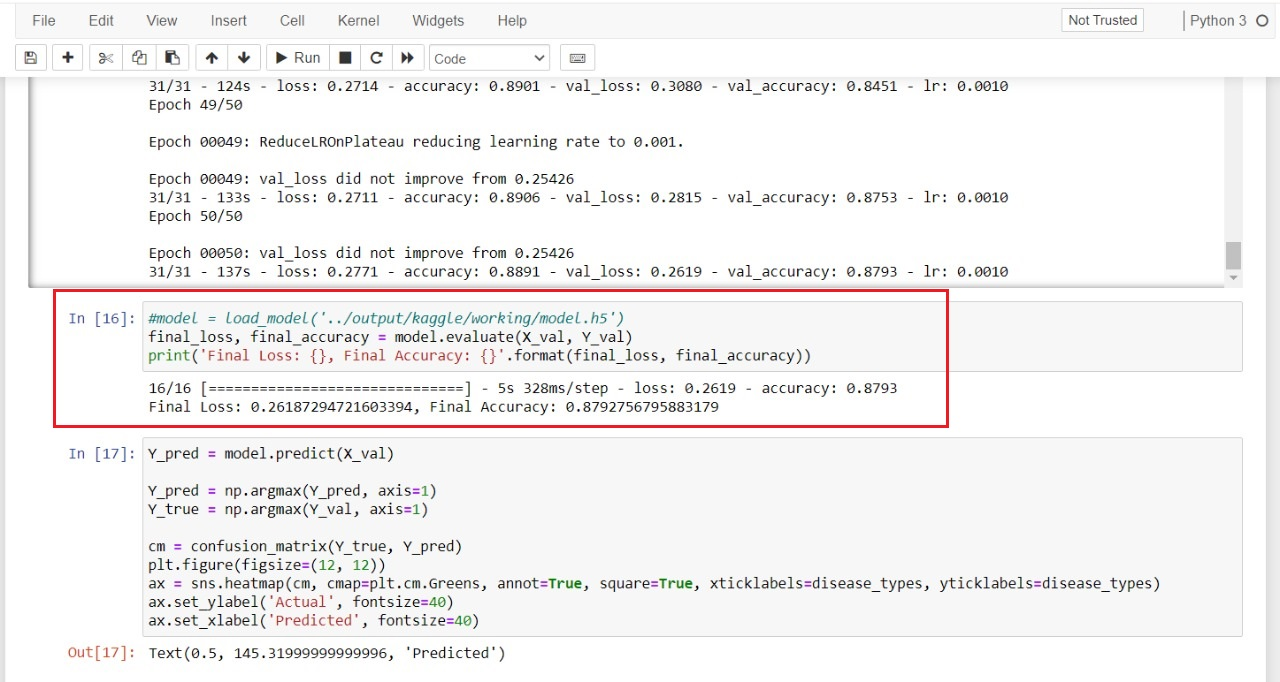 File Edit View Insert Cell Kernel Widgets Help Not Trusted Python 3
Run Code
31/31 - 124s - loss: 0.2714 - accuracy: 0.8901 - val_loss: 0.3080 - val_accuracy: 0.8451 - lr: 0.0010
Epoch 49/50
Epoch 00049: ReduceLROnPlateau reducing learning rate to 0.001.
Epoch 00049: val_loss did not improve from 0.25426
31/31 - 133s - loss: 0.2711 - accuracy: 0.8906 - val_loss: 0.2815 - val_accuracy: 0.8753 - lr: 0.0010
Epoch 50/50
Epoch 00050: val_loss did not improve from 0.25426
31/31 - 137s - loss: 0.2771 - accuracy: 0.8891 - val_loss: 0.2619 - val_accuracy: 0.8793 - lr: 0.0010
In [16]: #model = load_model('../output/kaggle/working/model.h5')
final_loss, final_accuracy = model.evaluate(X_val, Y_val)
print('Final Loss: {}, Final Accuracy: {}'.format(final_loss, final_accuracy))
16/16 [==============================] - 5s 328ms/step - loss: 0.2619 - accuracy: 0.8793
Final Loss: 0.26187294721603394, Final Accuracy: 0.8792756795883179
In [17]: Y_pred = model.predict(X_val)
Y_pred = np.argmax(Y_pred, axis=1)
Y_true = np.argmax(Y_val, axis=1)
cm = confusion_matrix(Y_true, Y_pred)
plt.figure(figsize=(12, 12))
ax = sns.heatmap(cm, cmap=plt.cm.Greens, annot=True, square=True, xticklabels=disease_types, yticklabels=disease_types)
ax.set_ylabel('Actual', fontsize=40)
ax.set_xlabel('Predicted', fontsize=40)
Out[17]: Text(0.5, 145.31999999999996, 'Predicted')